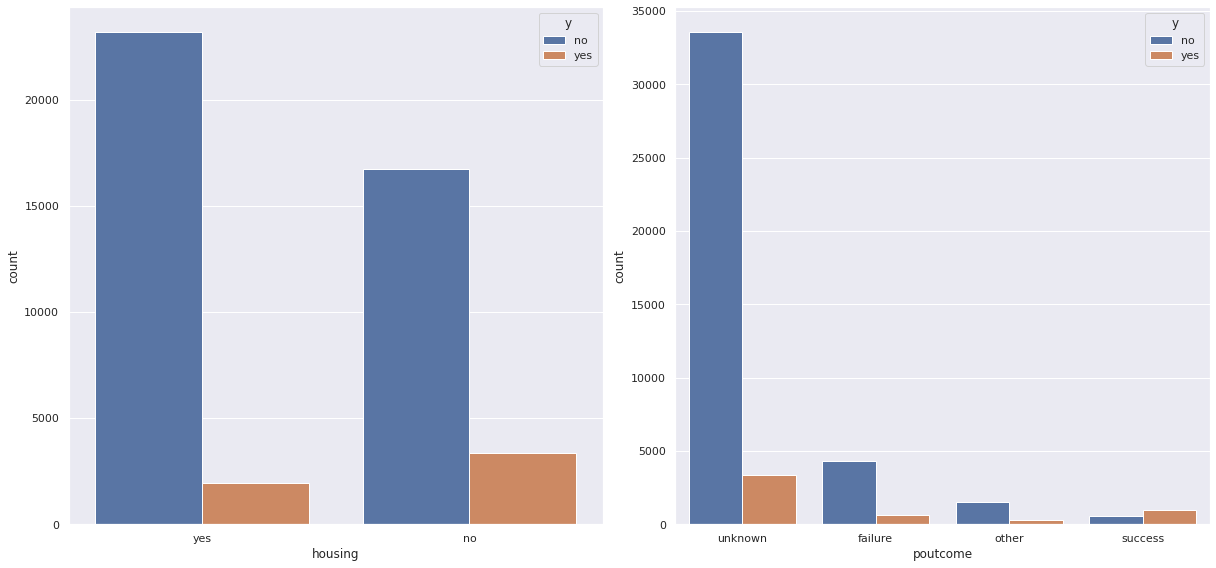 y
no
yes
20000
15000
10000
5000
0
count
yes no
housing
y
no
yes
35000
30000
25000
20000
15000
10000
5000
0
count
unknown failure other success
poutcome